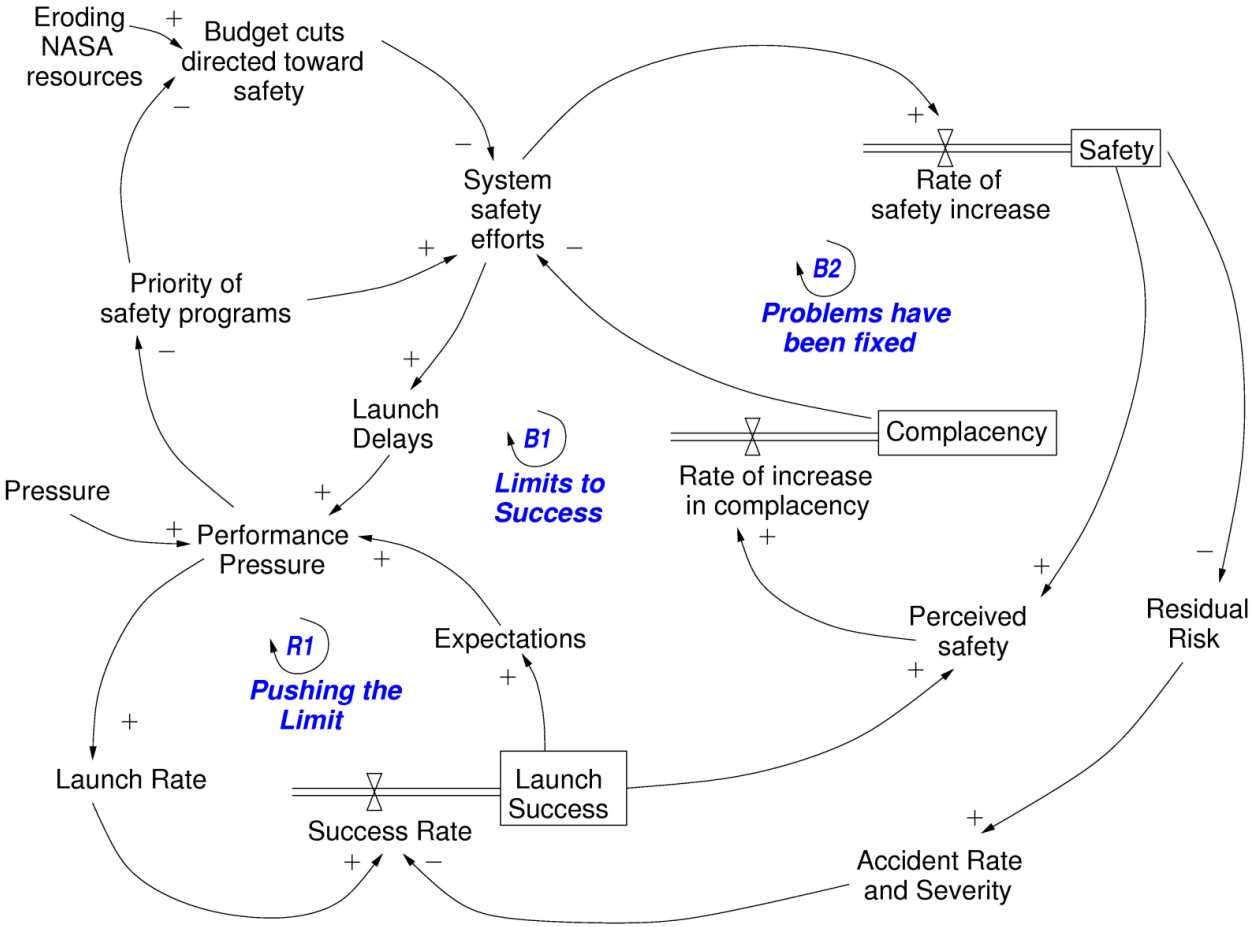 Eroding
NASA
resources
+
Budget cuts
directed toward
safety
−
−
System
safety
efforts
+
−
+
Rate of
safety increase
Safety
B2
Problems have
been fixed
Priority of
safety programs
−
+
Launch
Delays
B1
Limits to
Success
Complacency
Rate of increase
in complacency
+
Pressure
+
+
Performance
Pressure
+
R1
Pushing the
Limit
Expectations
+
+
Perceived
safety
+
−
Residual
Risk
+
Launch Rate
Launch
Success
Success Rate
+
−
+
Accident Rate
and Severity